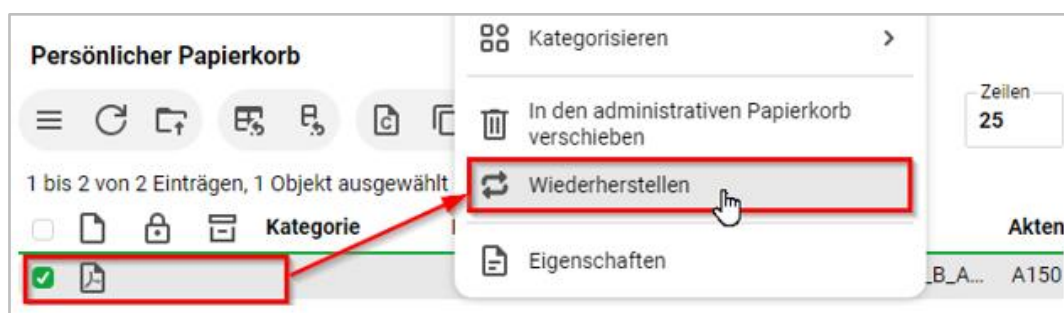 Persönlicher Papierkorb
Kategorisieren
In den administrativen Papierkorb
verschieben
Zeilen
25
1 bis 2 von 2 Einträgen, 1 Objekt ausgewählt
Wiederherstellen
Kategorie
Akten
Eigenschaften
_B_A... A150